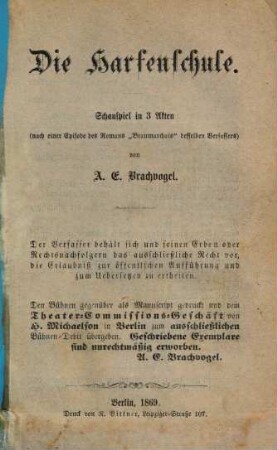 Die Harfenschule.
Schauspiel in 3 Akten
(nach einer Episode des Romans „Beaumarchais" desselben Verfassers)
von
A. E. Brachvogel.
Der Verfasser behält sich und seinen Erben oder
Rechtsnachfolgern das ausschließliche Recht vor,
die Erlaubniß zur öffentlichen Aufführung und
zum Uebersetzen zu ertheilen.
Den Bühnen gegenüber als Manuscript gedruckt und dem
Theater-Commissions-Geschäft von
H. Michaelson in Berlin zum ausschließlichen
Bühnen-Debit übergeben. Geschriebene Exemplare
sind unrechtmäßig erworben.
A. E. Brachvogel.
Berlin, 1869.
Druck von R. Bittner, Leipziger-Straße 107.